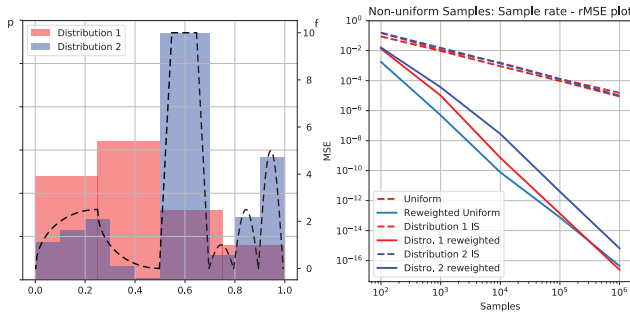 p
f
Distribution 1
Distribution 2
10
8
6
4
2
0
0.0 0.2 0.4 0.6 0.8 1.0
Non-uniform Samples: Sample rate - rMSE plot
10^0
10^-2
10^-4
10^-6
10^-8
10^-10
10^-12
10^-14
10^-16
MSE
Uniform
Reweighted Uniform
Distribution 1 IS
Distro, 1 reweighted
Distribution 2 IS
Distro, 2 reweighted
10^2 10^3 10^4 10^5 10^6
Samples